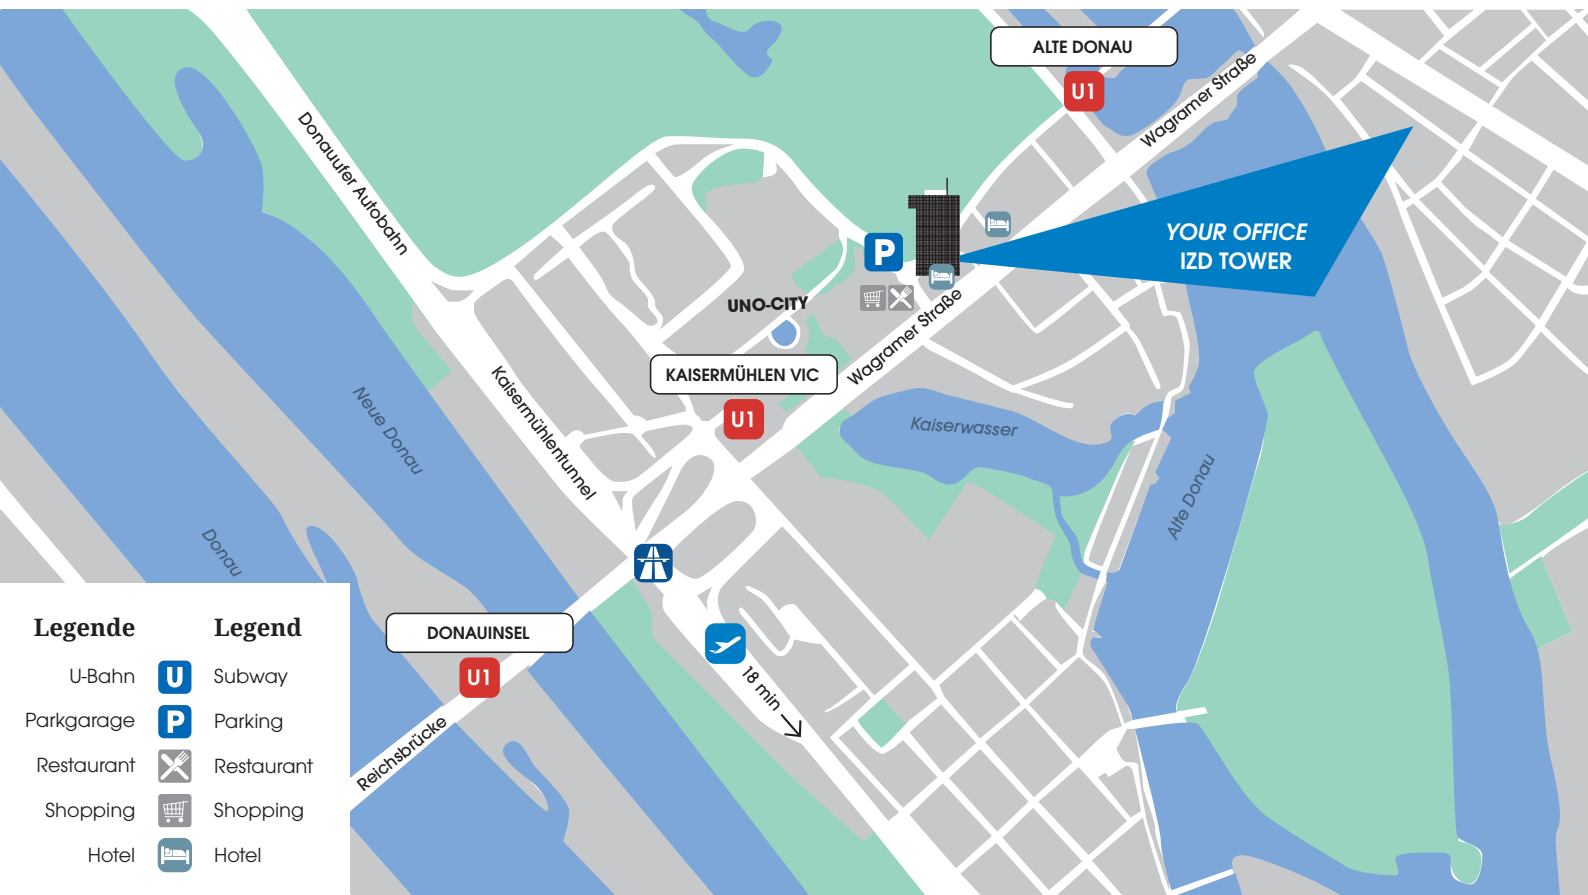 ALTE DONAU
U1
Wagramer Straße
Donauufer Autobahn
YOUR OFFICE
IZD TOWER
P
UNO-CITY
Wagramer Straße
KAISERMÜHLEN VIC
U1
Kaisermühlentunnel
Neue Donau
Kaiserwasser
Alte Donau
Donau
DONAUINSEL
U1
18 min
Reichsbrücke
Legende Legend
U-Bahn U Subway
Parkgarage P Parking
Restaurant Restaurant
Shopping Shopping
Hotel Hotel